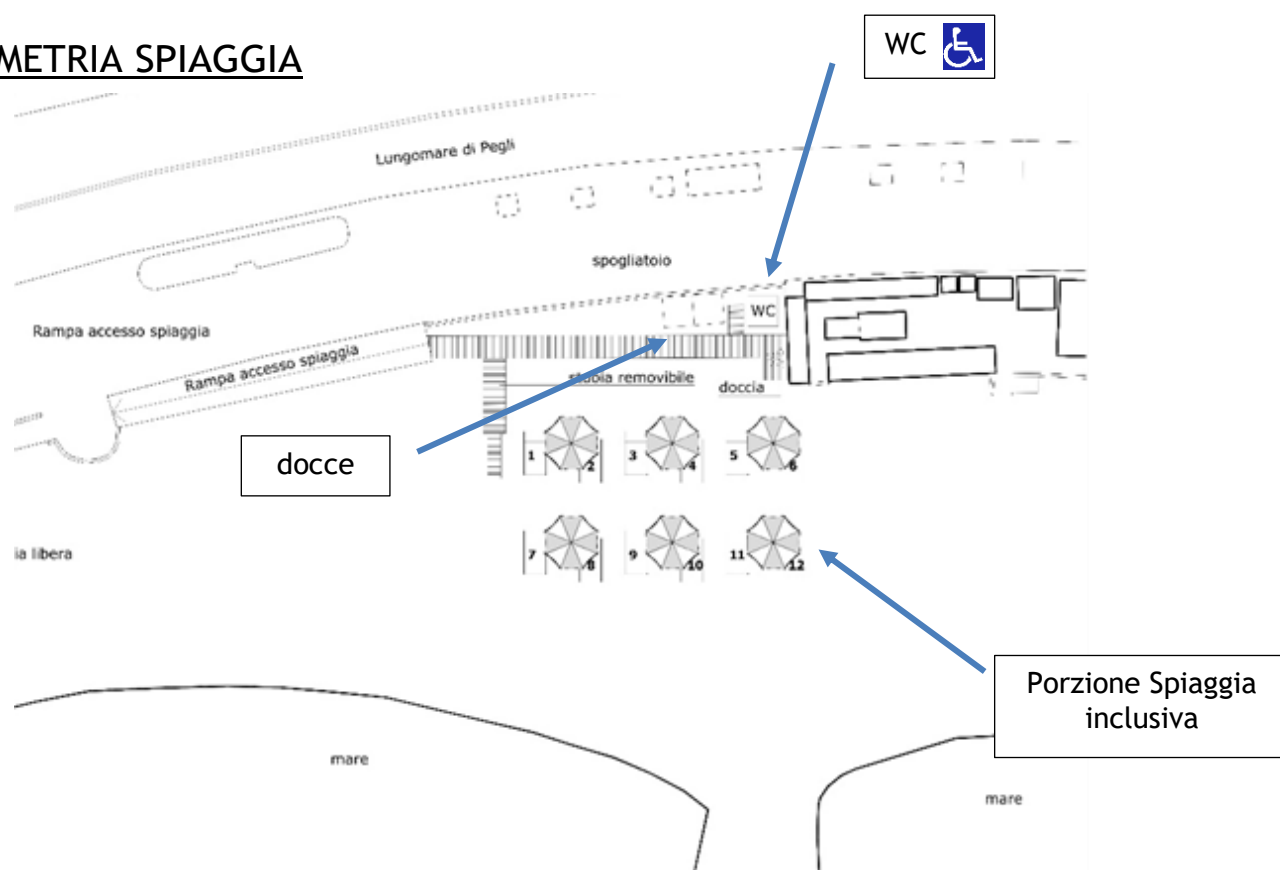 METRIA SPIAGGIA
WC
Lungomare di Pegli
spogliatoio
WC
Rampa accesso spiaggia
Rampa accesso spiaggia
stuoia removibile
doccia
docce
1 2 3 4 5 6
ia libera
7 8 9 10 11 12
Porzione Spiaggia
inclusiva
mare
mare